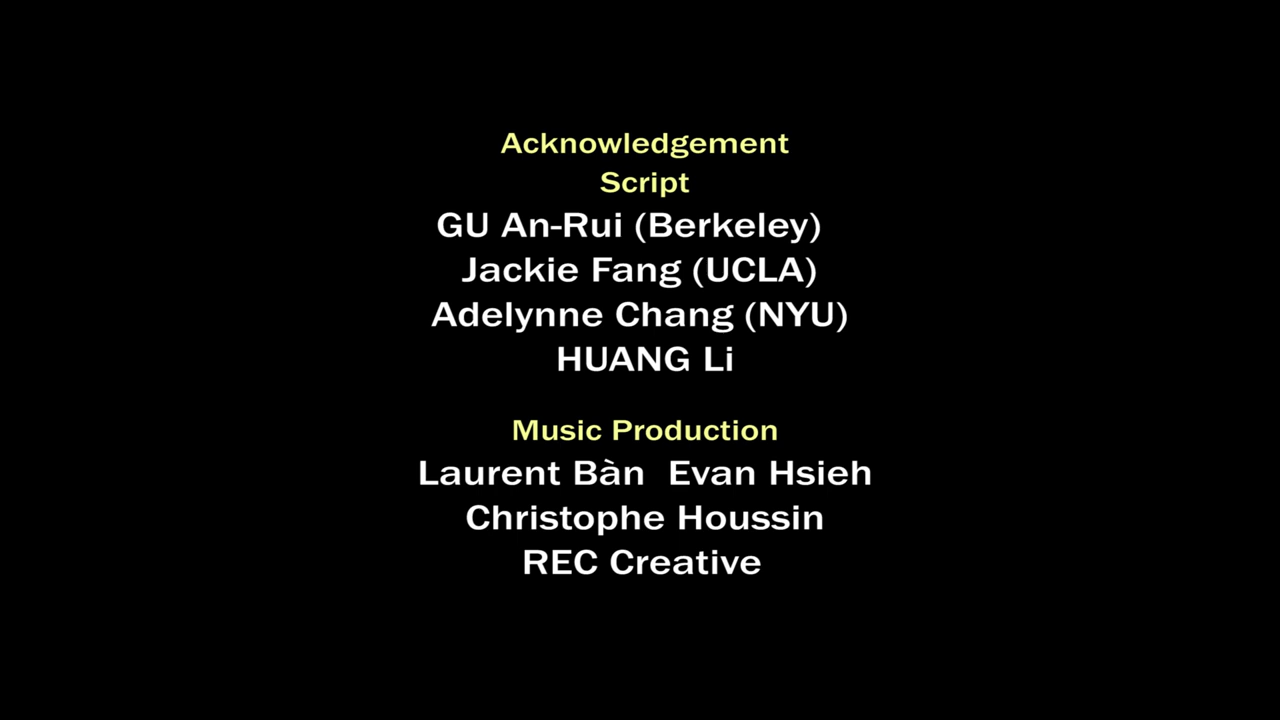 Acknowledgement
Script
GU An-Rui (Berkeley)
Jackie Fang (UCLA)
Adelynne Chang (NYU)
HUANG Li
Music Production
Laurent Bàn  Evan Hsieh
Christophe Houssin
REC Creative